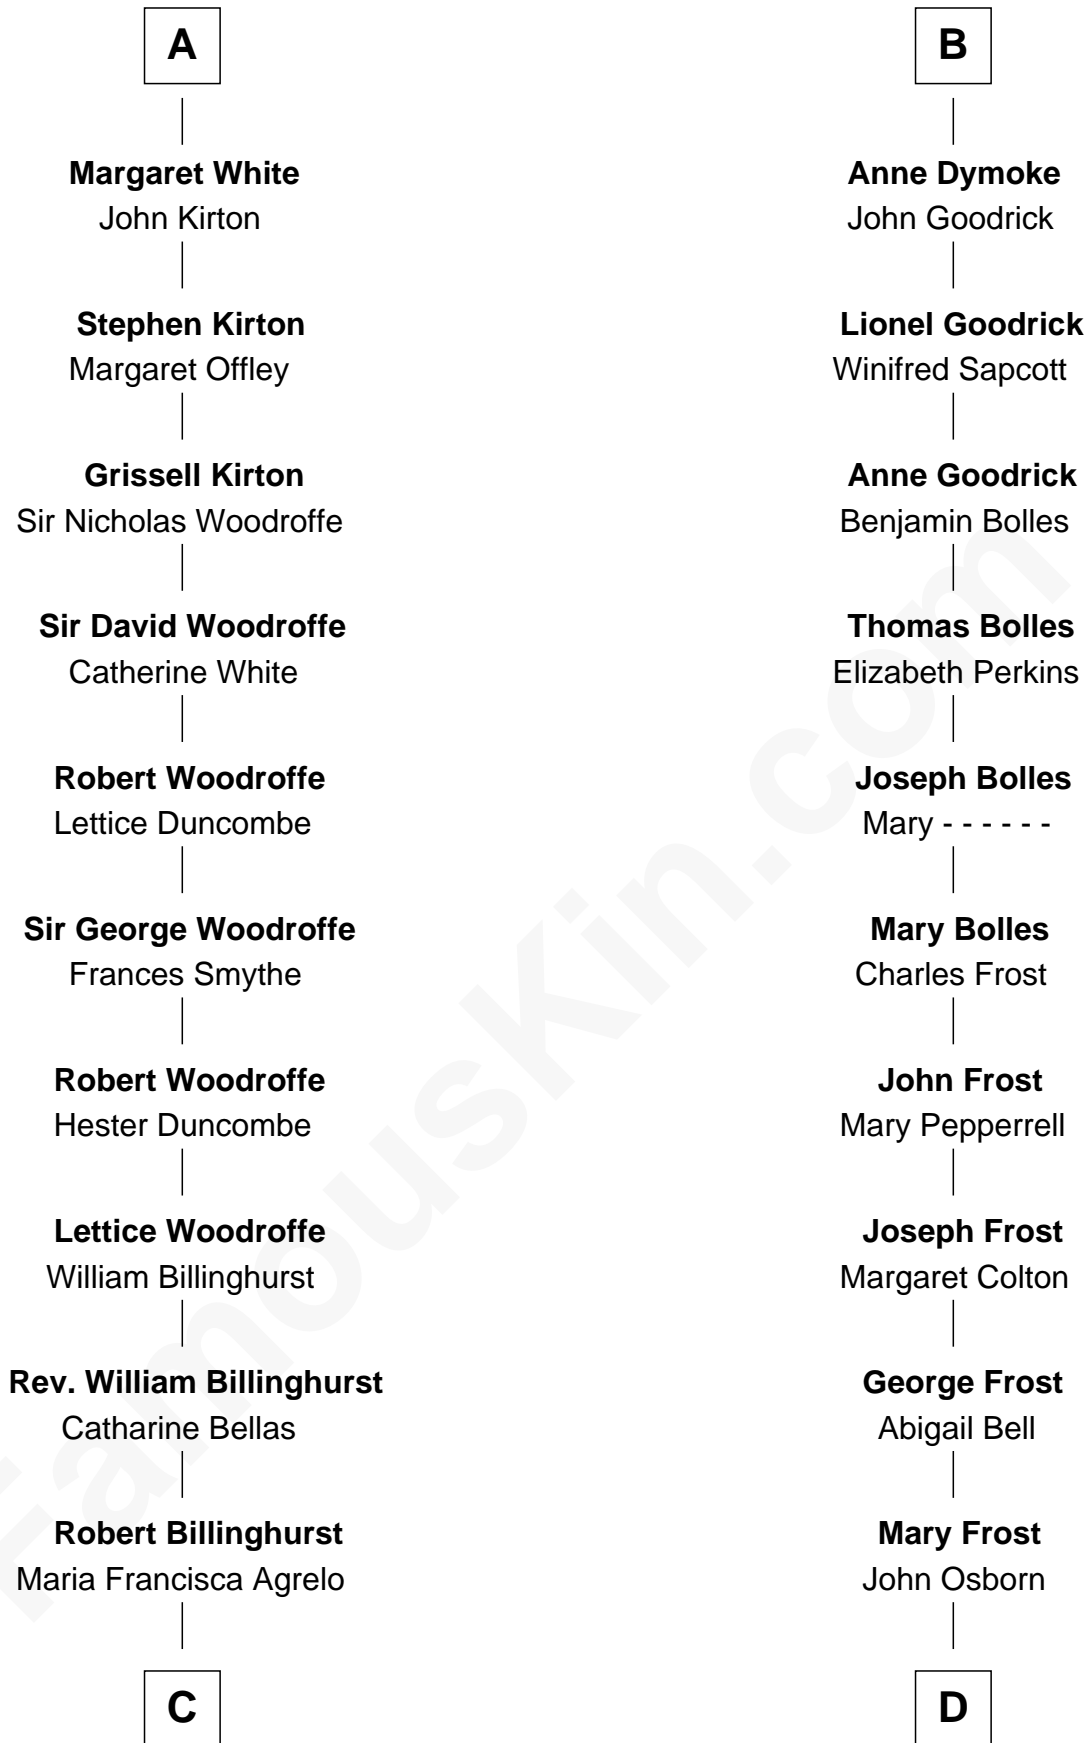 A
Margaret White
John Kirton
Stephen Kirton
Margaret Offley
Grissell Kirton
Sir Nicholas Woodroffe
Sir David Woodroffe
Catherine White
Robert Woodroffe
Lettice Duncombe
Sir George Woodroffe
Frances Smythe
Robert Woodroffe
Hester Duncombe
Lettice Woodroffe
William Billinghurst
Rev. William Billinghurst
Catharine Bellas
Robert Billinghurst
Maria Francisca Agrelo
C
B
Anne Dymoke
John Goodrick
Lionel Goodrick
Winifred Sapcott
Anne Goodrick
Benjamin Bolles
Thomas Bolles
Elizabeth Perkins
Joseph Bolles
Mary - - - - - -
Mary Bolles
Charles Frost
John Frost
Mary Pepperrell
Joseph Frost
Margaret Colton
George Frost
Abigail Bell
Mary Frost
John Osborn
D
FamousKin.com